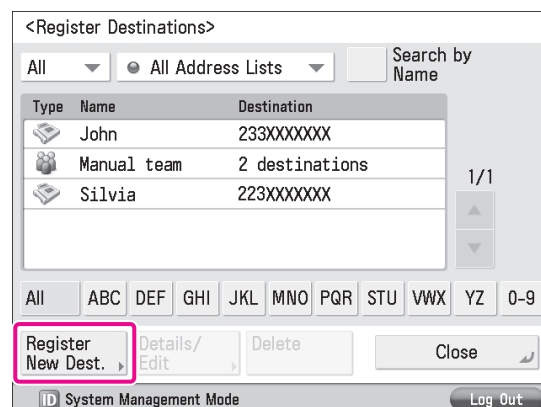 <Register Destinations>
All All Address Lists Search by
Name
Type Name Destination
John 233XXXXXXX
Manual team 2 destinations
Silvia 223XXXXXXX
1/1
All ABC DEF GHI JKL MNO PQR STU VWX YZ 0-9
Register
New Dest.
Details/
Edit
Delete
Close
ID System Management Mode Log Out